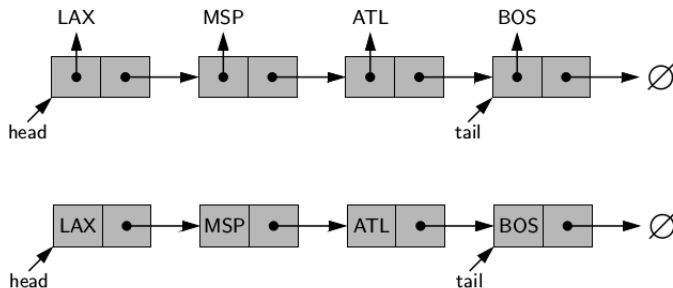 LAX MSP ATL BOS
∅
head tail
LAX MSP ATL BOS ∅
head tail